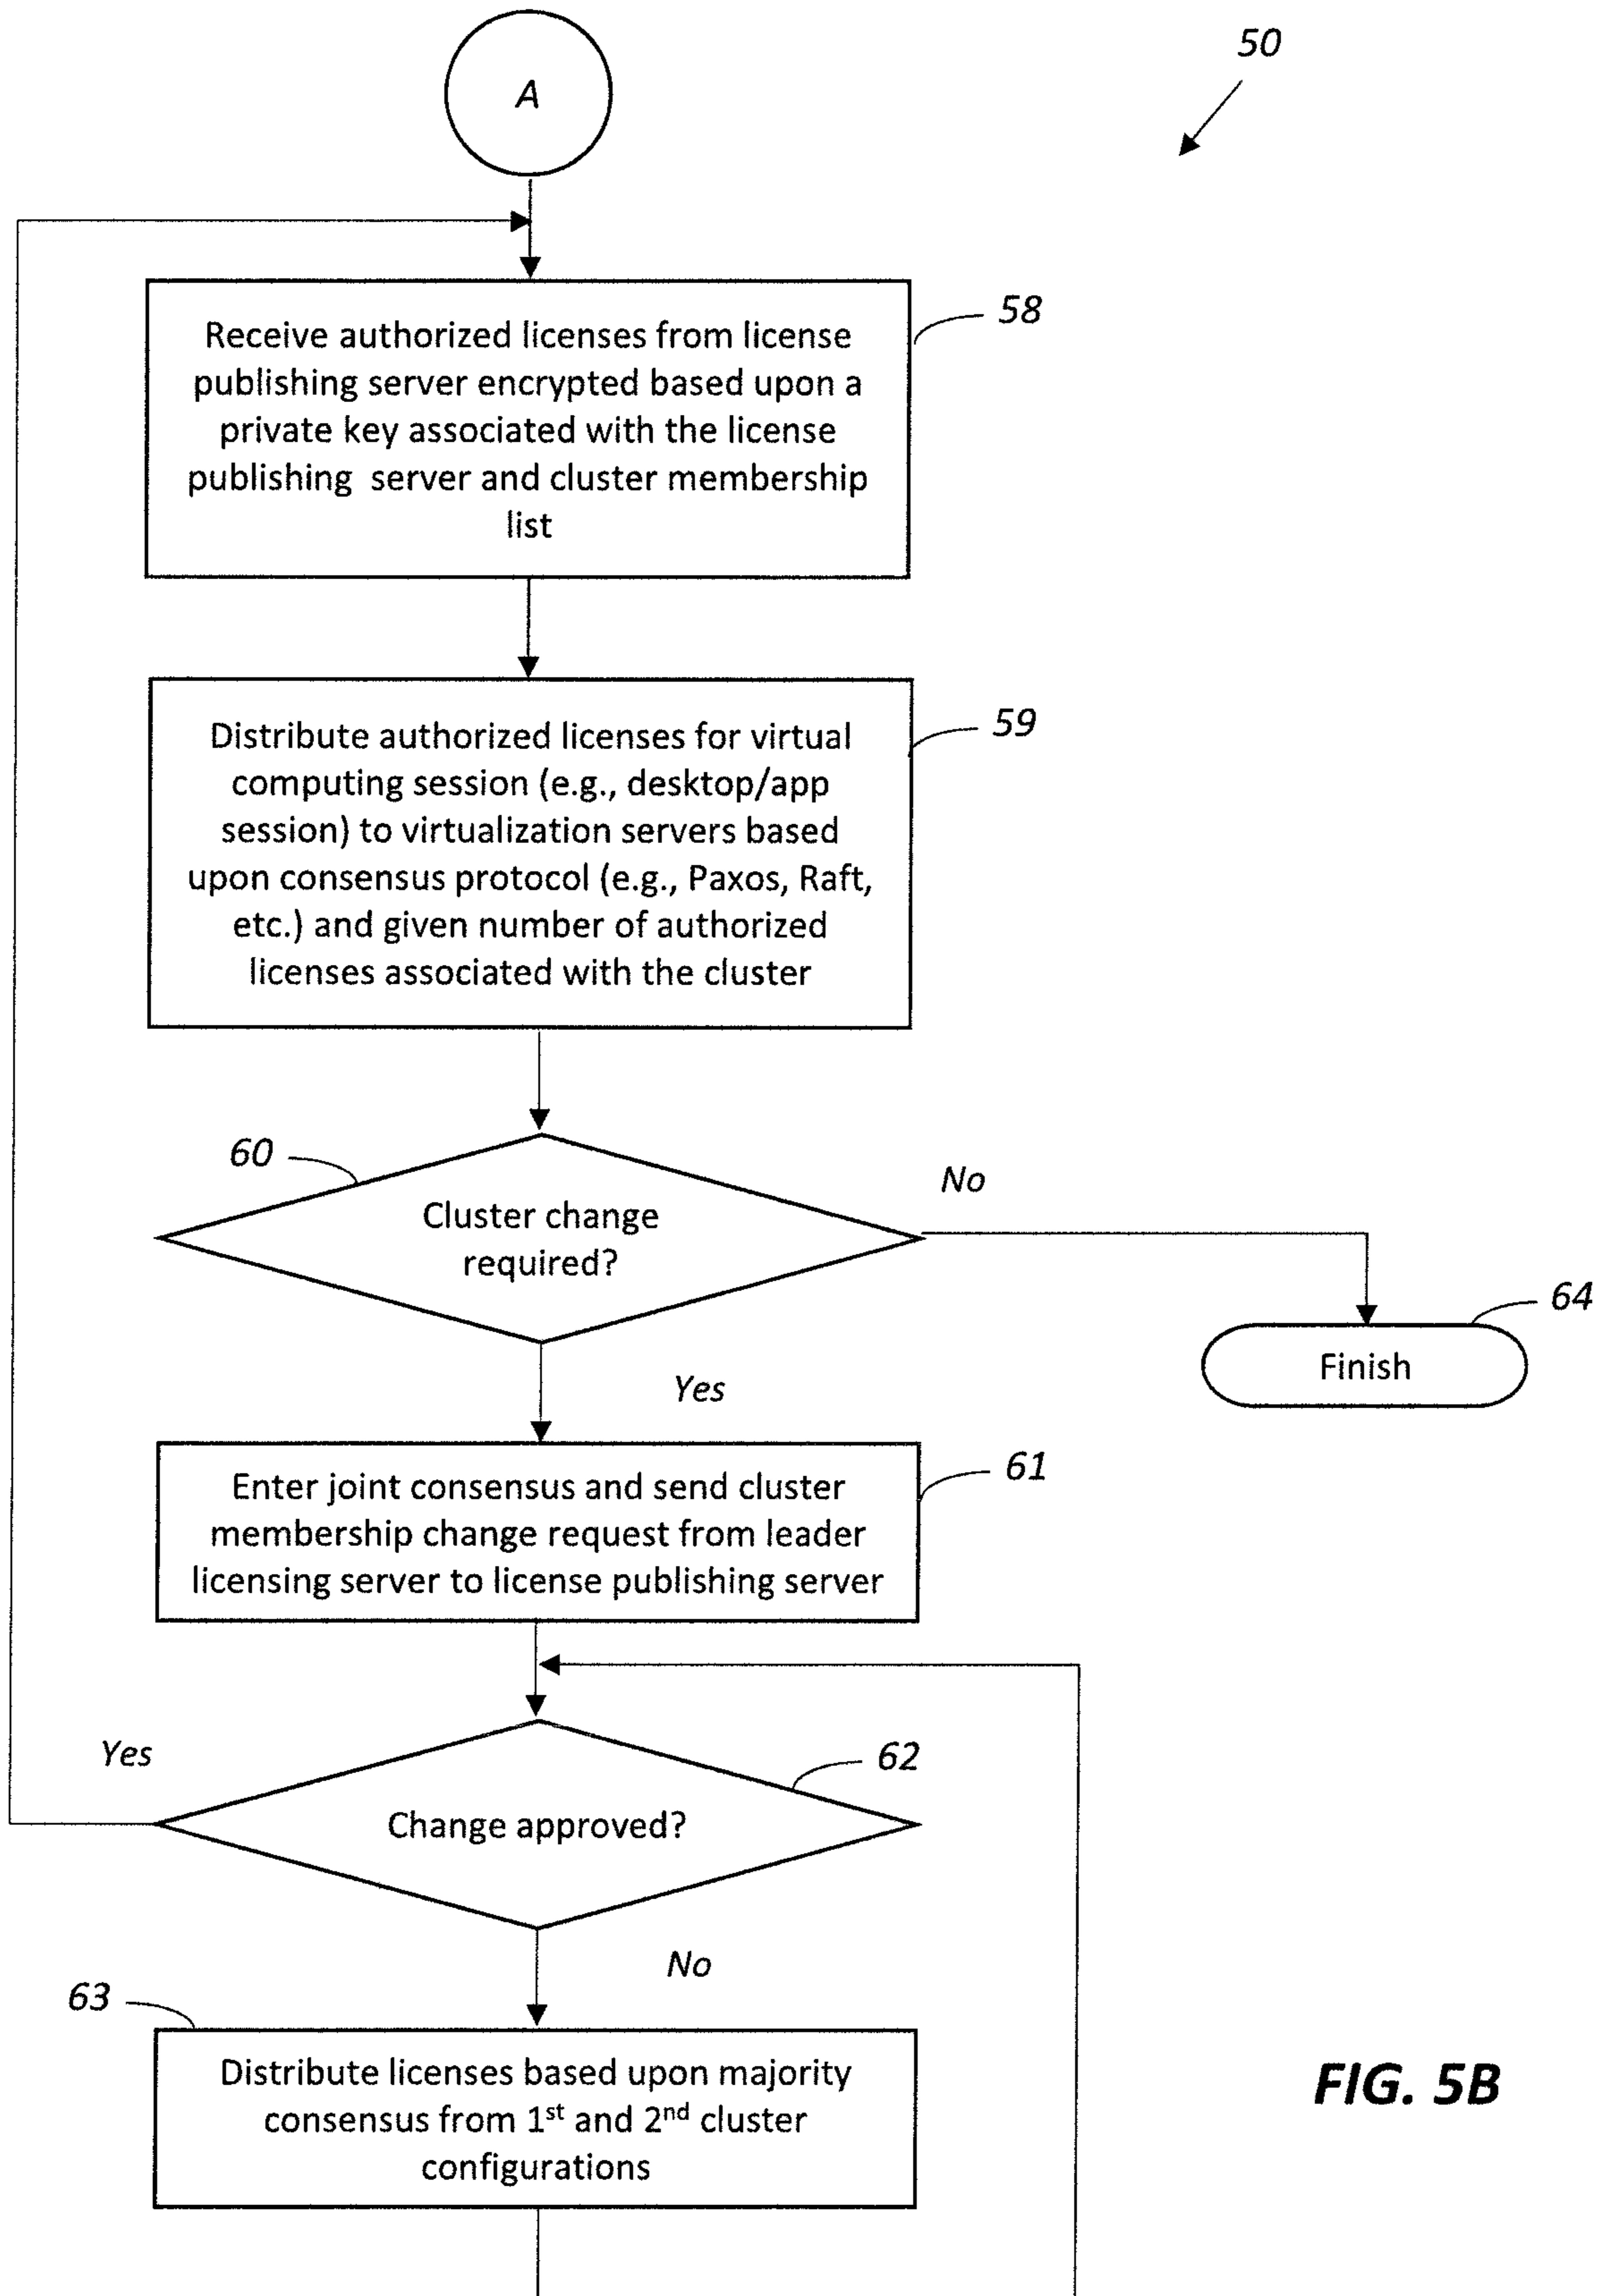 A
50
Receive authorized licenses from license
publishing server encrypted based upon a
private key associated with the license
publishing server and cluster membership
list
58
Distribute authorized licenses for virtual
computing session (e.g., desktop/app
session) to virtualization servers based
upon consensus protocol (e.g., Paxos, Raft,
etc.) and given number of authorized
licenses associated with the cluster
59
60
Cluster change
required?
No
64
Finish
Yes
Enter joint consensus and send cluster
membership change request from leader
licensing server to license publishing server
61
Yes
62
Change approved?
No
63
Distribute licenses based upon majority
consensus from 1st and 2nd cluster
configurations
FIG. 5B